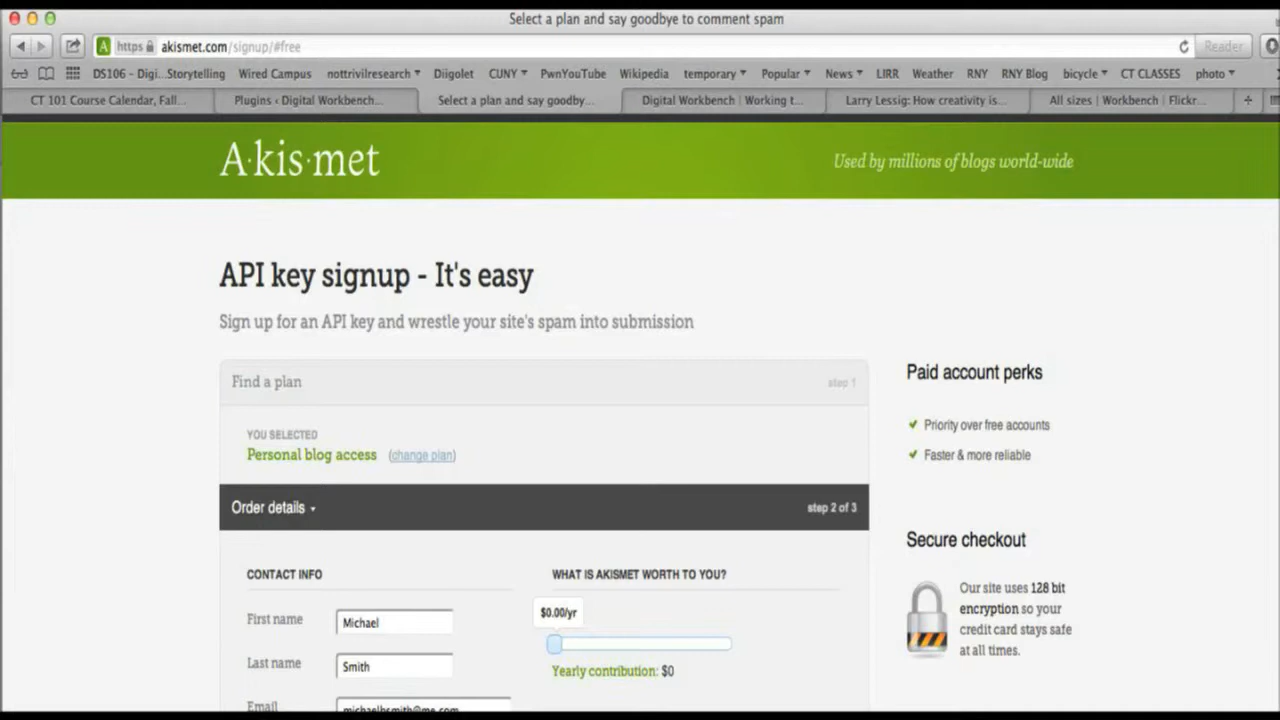 Select a plan and say goodbye to comment spam
https akismet.com/signup/#free
Reader
DS106 - Digi...Storytelling Wired Campus nottrivilresearch Diigolet CUNY PwnYouTube Wikipedia temporary Popular News LIRR Weather RNY RNY Blog bicycle CT CLASSES photo
CT 101 Course Calendar, Fall... Plugins ‹ Digital Workbench... Select a plan and say goodby... Digital Workbench | Working t... Larry Lessig: How creativity is... All sizes | Workbench | Flickr...
A·kis·met
Used by millions of blogs world-wide
API key signup - It's easy
Sign up for an API key and wrestle your site's spam into submission
Find a plan step 1
YOU SELECTED
Personal blog access (change plan)
Order details step 2 of 3
CONTACT INFO
First name Michael
Last name Smith
Email michaelbsmith@me.com
WHAT IS AKISMET WORTH TO YOU?
$0.00/yr
Yearly contribution: $0
Paid account perks
Priority over free accounts
Faster & more reliable
Secure checkout
Our site uses 128 bit
encryption so your
credit card stays safe
at all times.